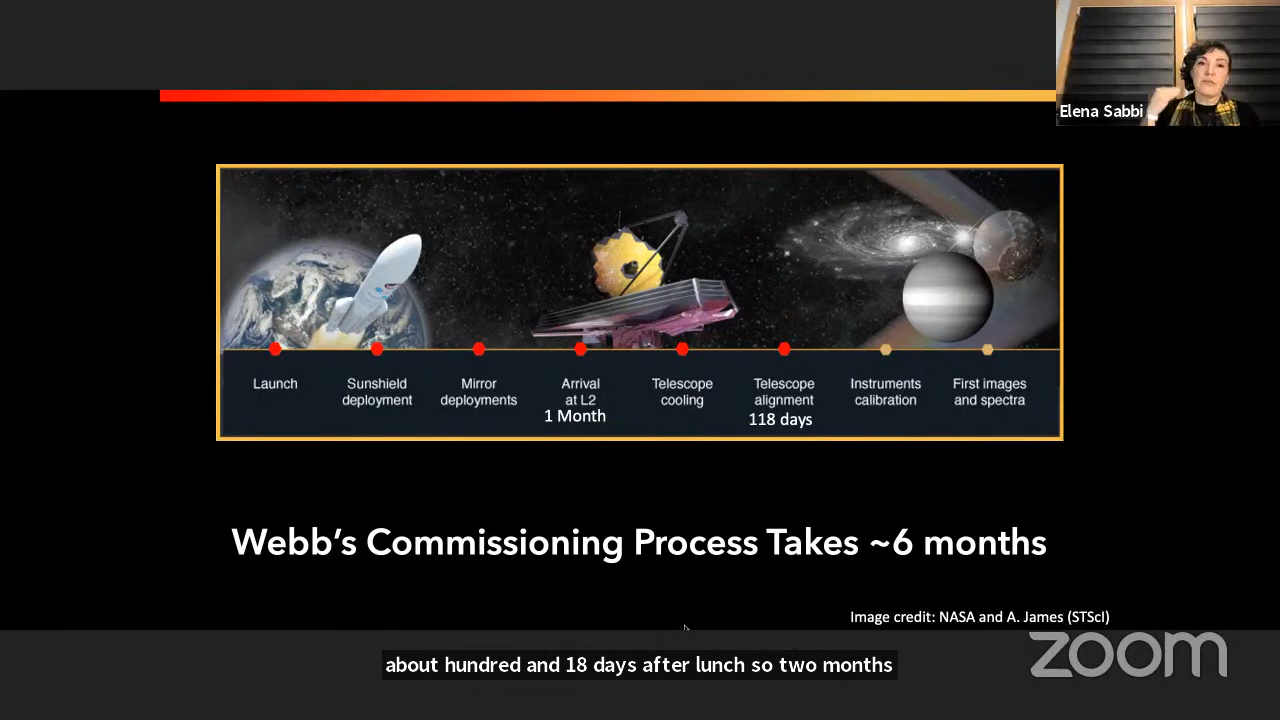 Elena Sabbi
Launch
Sunshield
deployment
Mirror
deployments
Arrival
at L2
1 Month
Telescope
cooling
Telescope
alignment
118 days
Instruments
calibration
First images
and spectra
Webb’s Commissioning Process Takes ~6 months
Image credit: NASA and A. James (STScI)
about hundred and 18 days after lunch so two months
zoom